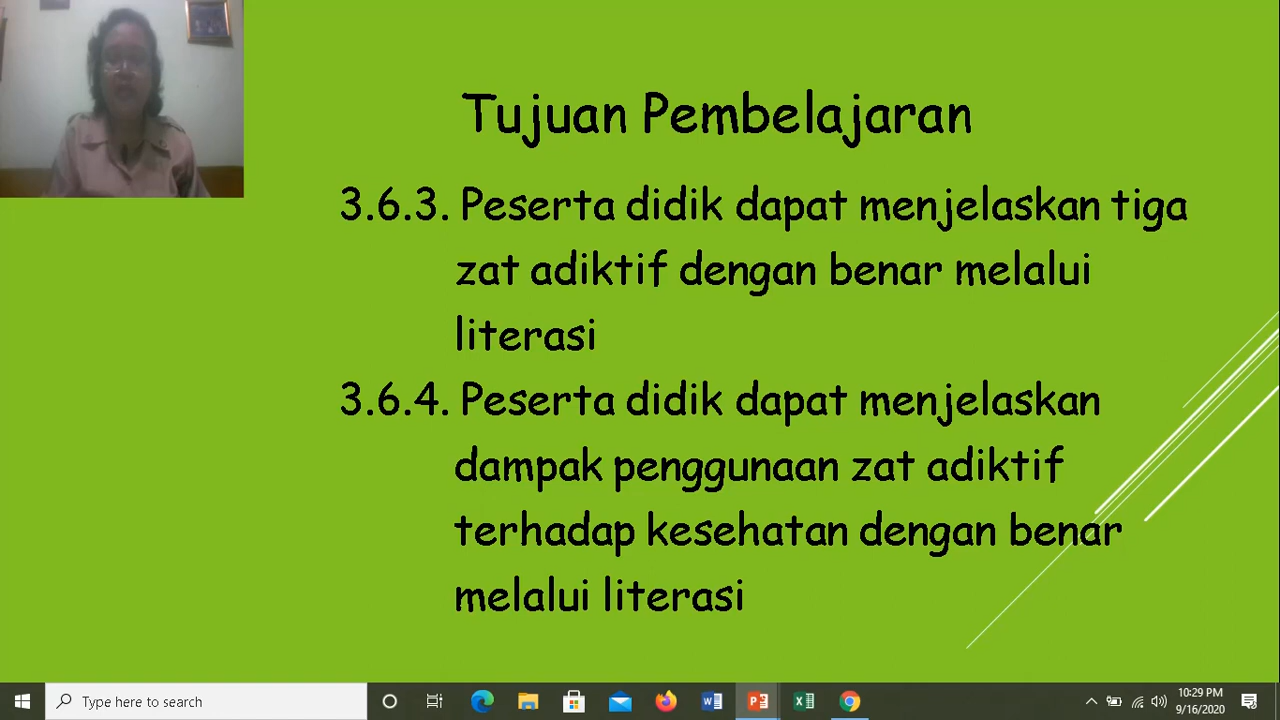 Tujuan Pembelajaran
3.6.3. Peserta didik dapat menjelaskan tiga
zat adiktif dengan benar melalui
literasi
3.6.4. Peserta didik dapat menjelaskan
dampak penggunaan zat adiktif
terhadap kesehatan dengan benar
melalui literasi
Type here to search
10:29 PM
9/16/2020